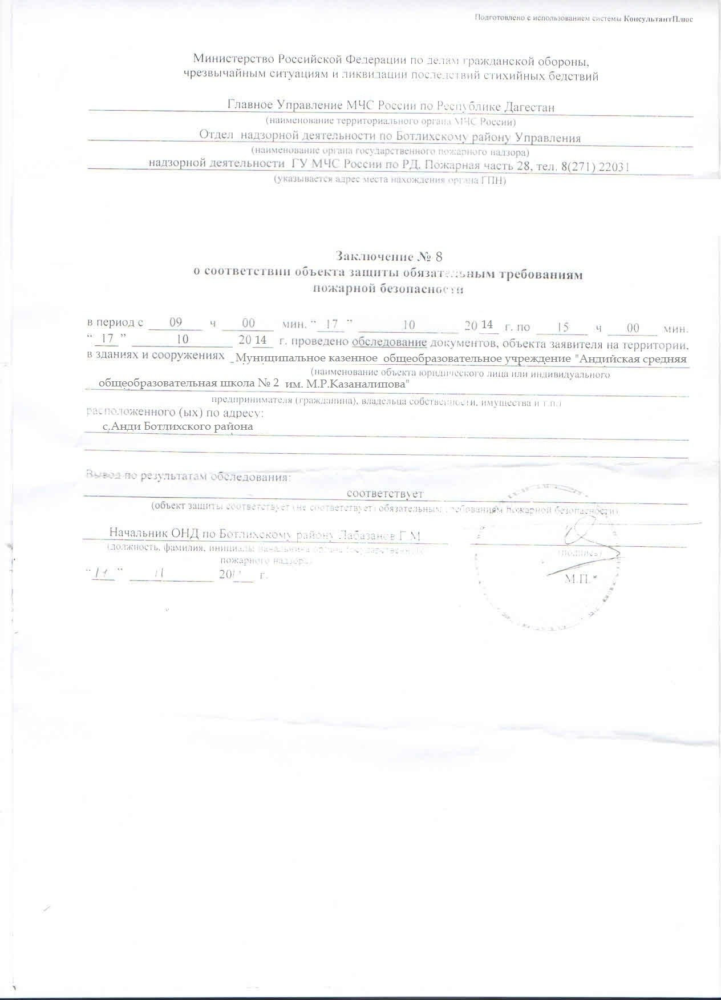 Подготовлено с использованием системы КонсультантПлюс
Министерство Российской Федерации по делам гражданской обороны,
чрезвычайным ситуациям и ликвидации последствий стихийных бедствий
Главное Управление МЧС России по Республике Дагестан
(наименование территориального органа МЧС России)
Отдел надзорной деятельности по Ботлихскому району Управления
(наименование органа государственного пожарного надзора)
надзорной деятельности ГУ МЧС России по РД. Пожарная часть 28, тел. 8(271) 22031
(указывается адрес места нахождения органа ГПН)
Заключение № 8
о соответствии объекта защиты обязательным требованиям
пожарной безопасности
в период с 09 ч 00 мин. “ 17 ” 10 20 14 г. по 15 ч 00 мин.
“ 17 ” 10 20 14 г. проведено обследование документов, объекта заявителя на территории,
в зданиях и сооружениях Муниципальное казенное общеобразовательное учреждение "Андийская средняя
(наименование объекта юридического лица или индивидуального
общеобразовательная школа № 2 им. М.Р.Казаналипова"
предпринимателя (гражданина), владельца собственности, имущества и т.п.)
расположенного (ых) по адресу:
с.Анди Ботлихского района
Вывод по результатам обследования:
соответствует
(объект защиты соответствует (не соответствует) обязательным требованиям пожарной безопасности)
Начальник ОНД по Ботлихскому району Лабазанов Г М
(должность, фамилия, инициалы начальника органа государственного
(подпись)
пожарного надзора)
20 г.
М.П.*